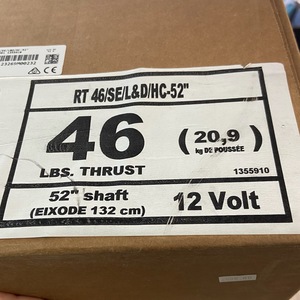 RT 46/SE/L&D/HC-52"
46
LBS. THRUST
(20,9)
kg DE POUSSÉE
1355910
52" shaft
(EIXODE 132 cm)
12 Volt